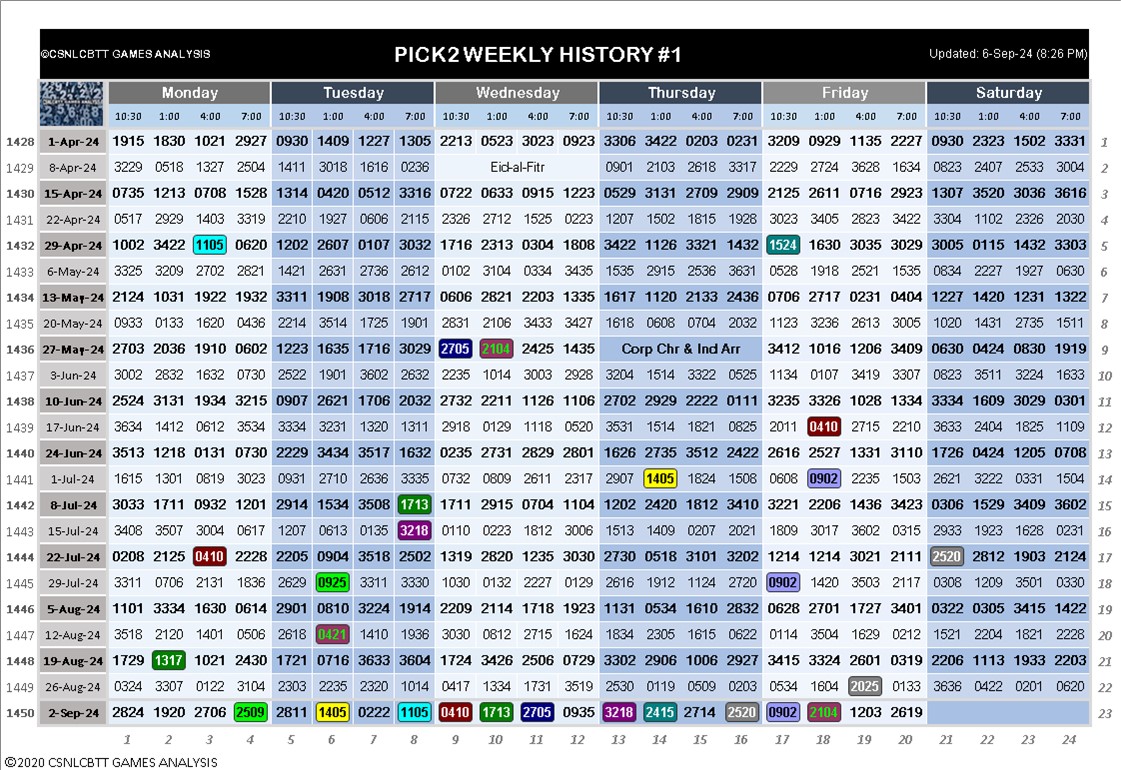 ©CSNLCBTT GAMES ANALYSIS PICK2 WEEKLY HISTORY #1 Updated: 6-Sep-24 (8:26 PM)
Monday Tuesday Wednesday Thursday Friday Saturday
10:30 1:00 4:00 7:00 10:30 1:00 4:00 8:00 10:30 1:00 4:00 7:00 10:30 1:00 4:00 7:00 10:30 1:00 4:00 7:00 10:30 1:00 4:00 7:00
1428 1-Apr-24 1915 1830 1021 2927 0930 1409 1227 1305 2213 0523 3023 0923 3306 3422 0203 0231 3209 0929 1135 2227 0930 2323 1502 3331 1
1429 8-Apr-24 3229 0518 1327 2504 1411 3018 1616 0236 Eid-al-Fitr 0901 2103 2618 3317 2229 2724 3628 1634 0823 2407 2533 3004 2
1430 15-Apr-24 0735 1213 0708 1528 1314 0420 0512 3316 0722 0633 0915 1223 0529 3131 2709 2909 2125 2611 0716 2923 1307 3520 3036 3616 3
1431 22-Apr-24 0517 2929 1403 3319 2210 1927 0606 2115 2326 2712 1525 0223 1207 1502 1815 1928 3023 3405 2823 3422 3304 1102 2326 2030 4
1432 29-Apr-24 1002 3422 1105 0620 1202 2607 0107 3032 1716 2313 0304 1808 3422 1126 3321 1432 1524 1630 3035 3029 3005 0115 1432 3303 5
1433 6-May-24 3325 3209 2702 2821 1421 2631 2736 2612 0102 3104 0334 3435 1535 2915 2536 3631 0528 1918 2521 1535 0834 2227 1927 0630 6
1434 13-May-24 2124 1031 1922 1932 3311 1908 3018 2717 0606 2821 2203 1335 1617 1120 2133 2436 0706 2717 0231 0404 1227 1420 1231 1322 7
1435 20-May-24 0933 0133 1620 0436 2214 3514 1725 1901 2831 2106 3433 3427 1618 0608 0704 2032 1123 3236 2613 3005 1020 1431 2735 1511 8
1436 27-May-24 2703 2036 1910 0602 1223 1635 1716 3029 2705 2104 2425 1435 Corp Chr & Ind Arr 3412 1016 1206 3409 0630 0424 0830 1919 9
1437 3-Jun-24 3002 2832 1632 0730 2522 1901 3602 2632 2235 1014 3003 2928 3204 1514 3322 0525 1134 0107 3419 3307 0823 3511 3224 1633 10
1438 10-Jun-24 2524 3131 1934 3215 0907 2621 1706 2032 2732 2211 1126 1106 2702 2929 2222 0111 3235 3326 1028 1334 3334 1609 3029 0301 11
1439 17-Jun-24 3634 1412 0612 3534 3334 3231 1320 1311 2918 0129 1118 0520 3531 1514 1821 0825 2011 0410 2715 2210 3633 2404 1825 1109 12
1440 24-Jun-24 3513 1218 0131 0730 2229 3434 3517 1632 0235 2731 2829 2801 1626 2735 3512 2422 2616 2527 1331 3110 1726 0424 1205 0708 13
1441 1-Jul-24 1615 1301 0819 3023 0931 2710 2636 3335 0732 0809 2611 2317 2907 1405 1824 1508 0608 0902 2235 1503 2621 3222 0331 1504 14
1442 8-Jul-24 3033 1711 0932 1201 2914 1534 3508 1713 1711 2915 0704 1104 1202 2420 1812 3410 3221 2206 1436 3423 0306 1529 3409 3602 15
1443 15-Jul-24 3408 3507 3004 0617 1207 0613 0135 3218 0110 0223 1812 3006 1513 1409 0207 2021 1809 3017 3602 0315 2933 1923 1628 0231 16
1444 22-Jul-24 0208 2125 0410 2228 2205 0904 3518 2502 1319 2820 1235 3030 2730 0518 3101 3202 1214 1214 3021 2111 2520 2812 1903 2124 17
1445 29-Jul-24 3311 0706 2131 1836 2629 0925 3311 3330 1030 0132 2227 0129 2616 1912 1124 2720 0902 1420 3503 2117 0308 1209 3501 0330 18
1446 5-Aug-24 1101 3334 1630 0614 2901 0810 3224 1914 2209 2114 1718 1923 1131 0534 1610 2832 0628 2701 1727 3401 0322 0305 3415 1422 19
1447 12-Aug-24 3518 2120 1401 0506 2618 0421 1410 1936 3030 0812 2715 1624 1834 2305 1615 0622 0114 3504 1629 0212 1521 2204 1821 2228 20
1448 19-Aug-24 1729 1317 1021 2430 1721 0716 3633 3604 1724 3426 2506 0729 3302 2906 1006 2927 3415 3324 2601 0319 2206 1113 1933 2203 21
1449 26-Aug-24 0324 3307 0122 3104 2303 2235 2320 1014 0417 1334 1731 3519 2530 0119 0509 0203 0534 1604 2025 0133 3636 0422 0201 0620 22
1450 2-Sep-24 2824 1920 2706 2509 2811 1405 0222 1105 0410 1713 2705 0935 3218 2415 2714 2520 0902 2104 1203 2619 23
1 2 3 4 5 6 7 8 9 10 11 12 13 14 15 16 17 18 19 20 21 22 23 24
©2020 CSNLCBTT GAMES ANALYSIS